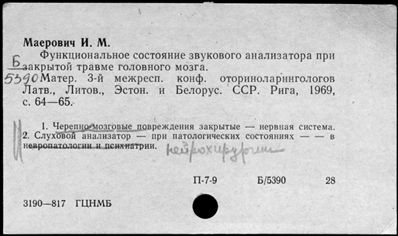 Маерович И. М.
Функциональное состояние звукового анализатора при
Б закрытой травме головного мозга.
5390 Матер. 3-й межресп. конф. оториноларингологов
Латв., Литов., Эстон. и Белорус. ССР. Рига, 1969,
с. 64—65.
1. Черепно-мозговые повреждения закрытые — нервная система.
2. Слуховой анализатор — при патологических состояниях — — в
невропатологии и психиатрии. нейрохирургии
П-7-9 Б/5390 28
3190—817 ГЦНМБ